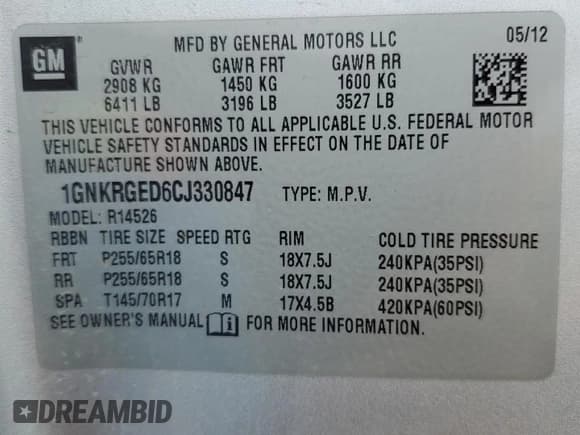 GM MFD BY GENERAL MOTORS LLC 05/12
GVWR GAWR FRT GAWR RR
2908 KG 1450 KG 1600 KG
6411 LB 3196 LB 3527 LB
THIS VEHICLE CONFORMS TO ALL APPLICABLE U.S. FEDERAL MOTOR
VEHICLE SAFETY STANDARDS IN EFFECT ON THE DATE OF
MANUFACTURE SHOWN ABOVE.
1GNKRGED6CJ330847 TYPE: M.P.V.
MODEL: R14526
RBBN TIRE SIZE SPEED RTG RIM COLD TIRE PRESSURE
FRT P255/65R18 S 18X7.5J 240KPA(35PSI)
RR P255/65R18 S 18X7.5J 240KPA(35PSI)
SPA T145/70R17 M 17X4.5B 420KPA(60PSI)
SEE OWNER'S MANUAL i FOR MORE INFORMATION.
DREAMBID